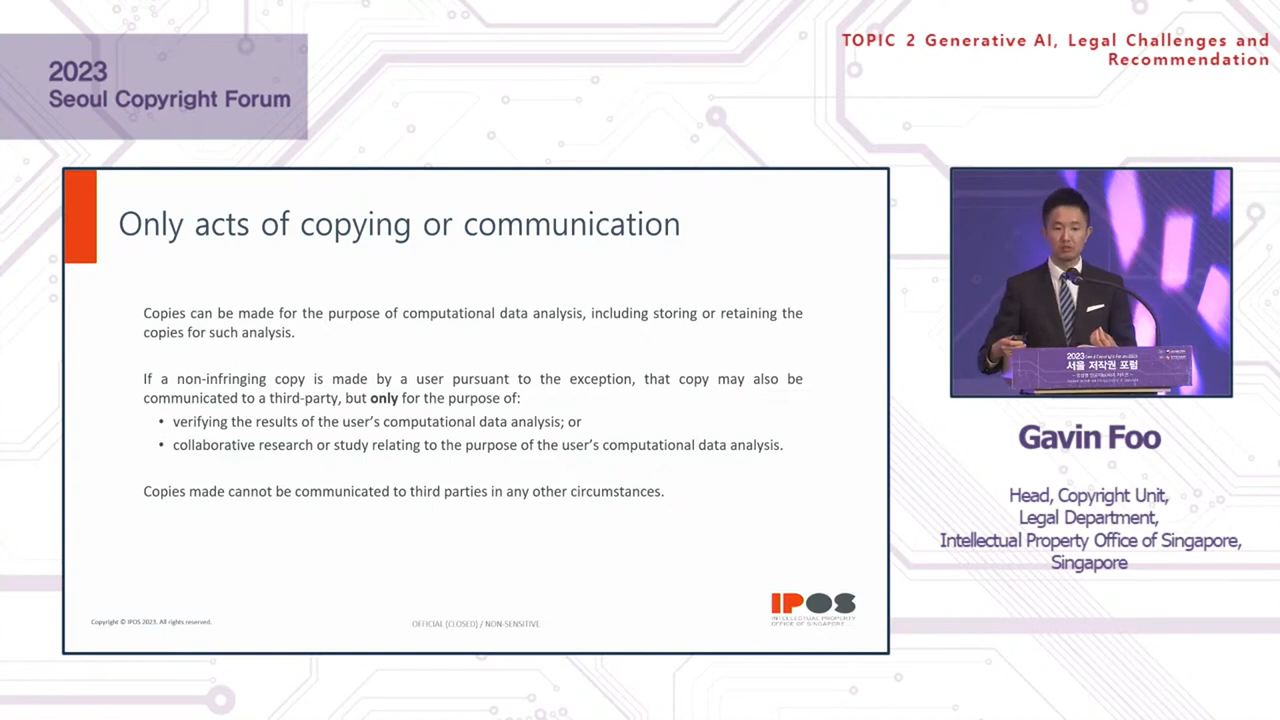 TOPIC 2 Generative AI, Legal Challenges and
Recommendation
2023
Seoul Copyright Forum
Only acts of copying or communication
Copies can be made for the purpose of computational data analysis, including storing or retaining the
copies for such analysis.
If a non-infringing copy is made by a user pursuant to the exception, that copy may also be
communicated to a third-party, but only for the purpose of:
• verifying the results of the user's computational data analysis; or
• collaborative research or study relating to the purpose of the user's computational data analysis.
Copies made cannot be communicated to third parties in any other circumstances.
Copyright © IPOS 2023. All rights reserved.
OFFICIAL (CLOSED) / NON-SENSITIVE
IPOS
INTELLECTUAL PROPERTY
OFFICE OF SINGAPORE
2023 Seoul Copyright Forum 2023
서울 저작권 포럼
Gavin Foo
Head, Copyright Unit,
Legal Department,
Intellectual Property Office of Singapore,
Singapore